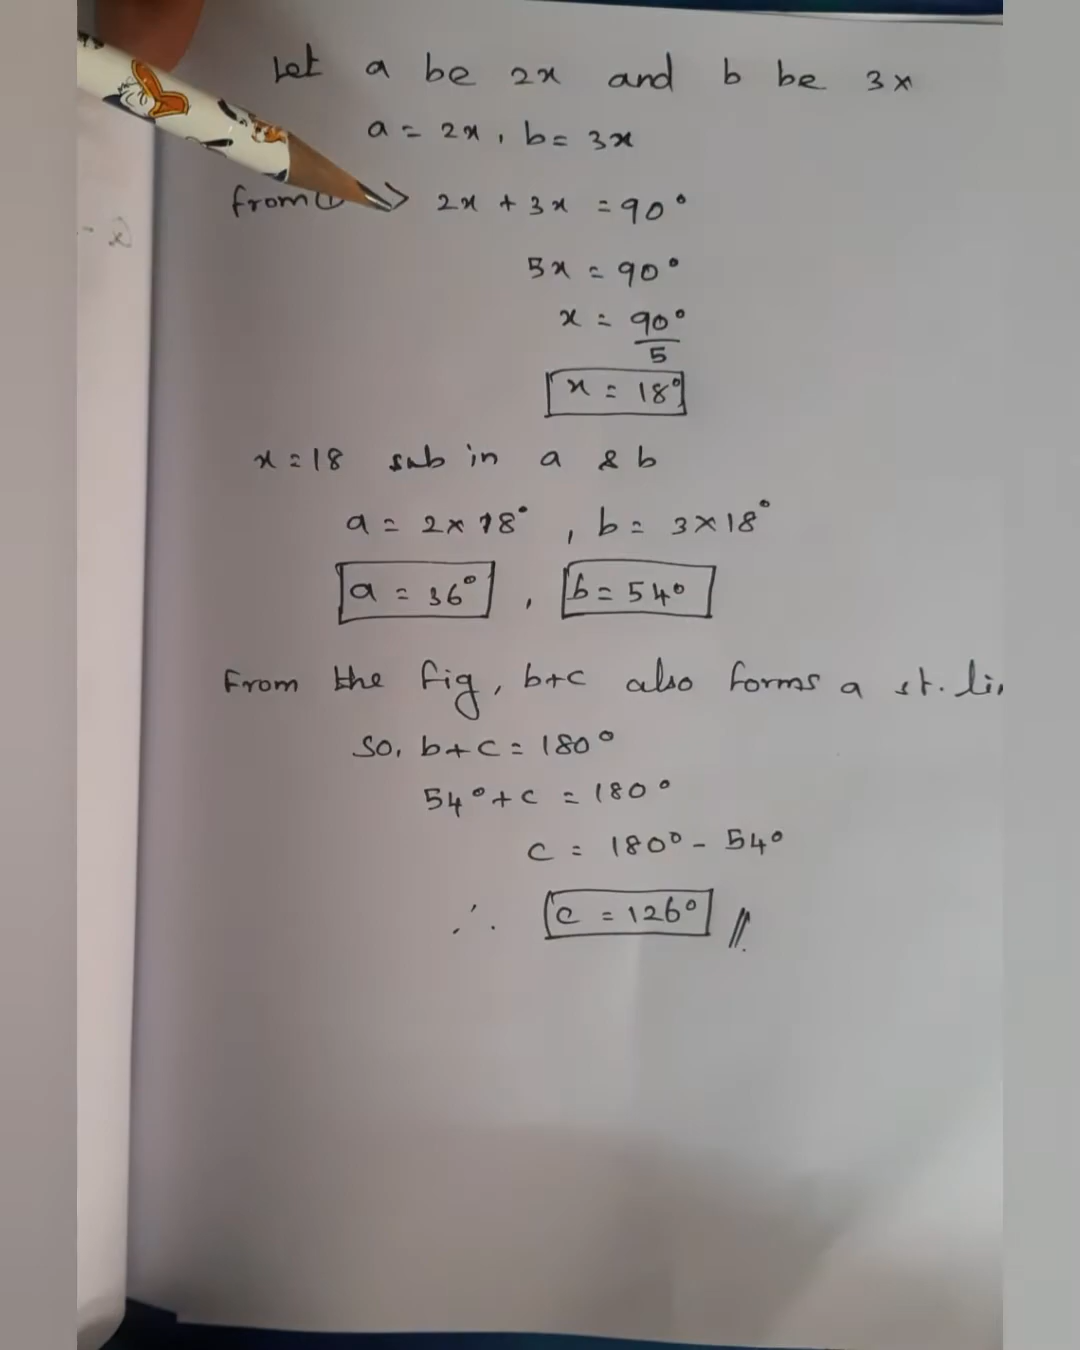 Let a be 2x and b be 3x
a = 2x, b = 3x
from ① ⇒ 2x + 3x = 90°
5x = 90°
x = 90°/5
x = 18°
x = 18 sub in a & b
a = 2 × 18°, b = 3 × 18°
a = 36°, b = 54°
From the fig, b+c also forms a st.
So, b + c = 180°
54° + c = 180°
c = 180° - 54°
∴ c = 126° //